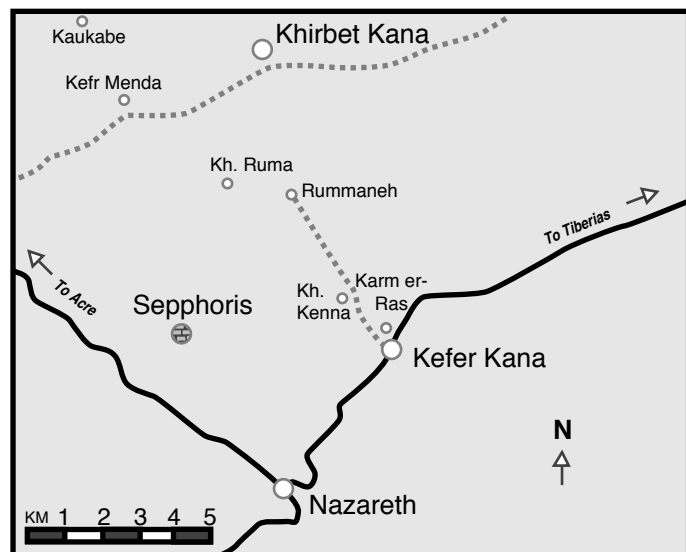 Kaukabe
Khirbet Kana
Kefr Menda
Kh. Ruma
Rummaneh
To Tiberias
Karm er-
Ras
Kh.
Kenna
To Acre
Sepphoris
Kefer Kana
N
Nazareth
KM 1 2 3 4 5